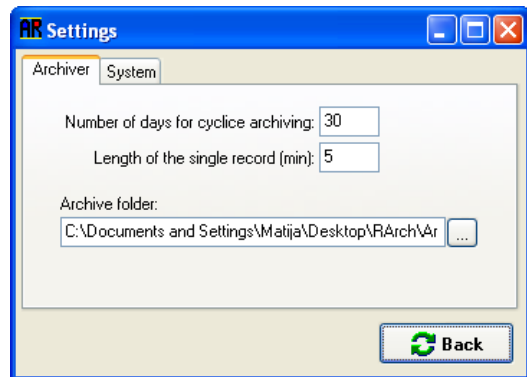 AR Settings
Archiver System
Number of days for cyclice archiving: 30
Length of the single record (min): 5
Archive folder:
C:\Documents and Settings\Matija\Desktop\RArch\Ar ...
Back